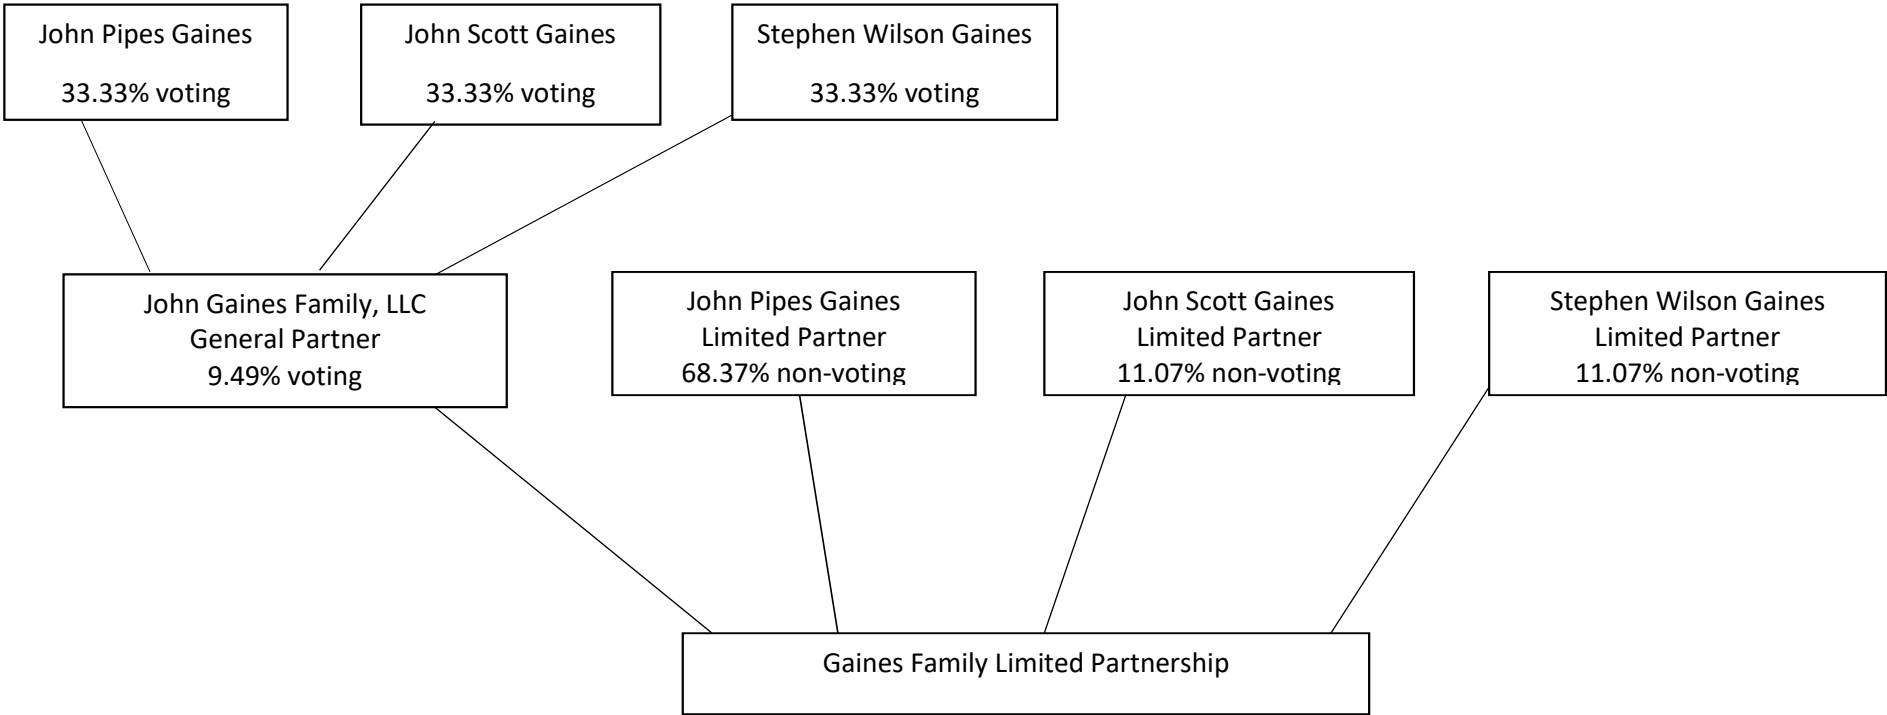 John Pipes Gaines
33.33% voting
John Scott Gaines
33.33% voting
Stephen Wilson Gaines
33.33% voting
John Gaines Family, LLC
General Partner
9.49% voting
John Pipes Gaines
Limited Partner
68.37% non-voting
John Scott Gaines
Limited Partner
11.07% non-voting
Stephen Wilson Gaines
Limited Partner
11.07% non-voting
Gaines Family Limited Partnership